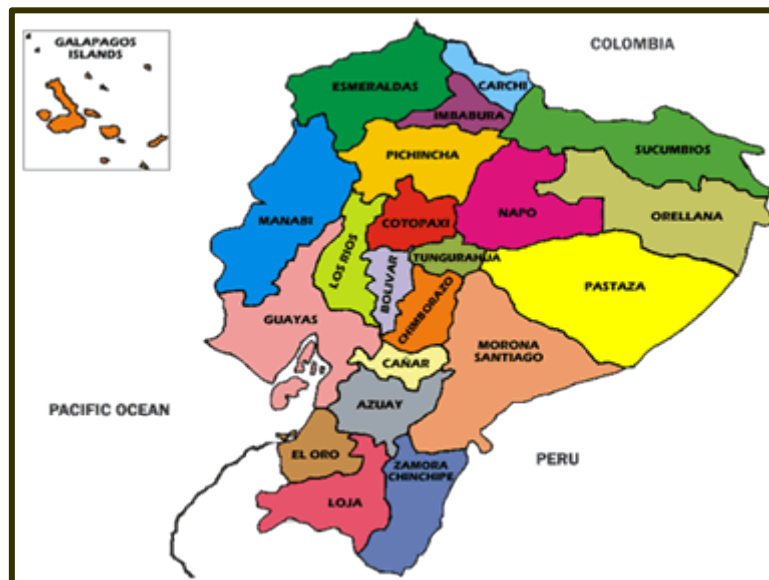 GALAPAGOS
ISLANDS
COLOMBIA
ESMERALDAS
CARCHI
IMBABURA
SUCUMBIOS
PICHINCHA
MANABI
COTOPAXI
NAPO
ORELLANA
LOS RIOS
BOLIVAR
TUNGURAHUA
PASTAZA
CHIMBORAZO
GUAYAS
MORONA
SANTIAGO
CAÑAR
AZUAY
PACIFIC OCEAN
EL ORO
ZAMORA
CHINCHIPE
PERU
LOJA